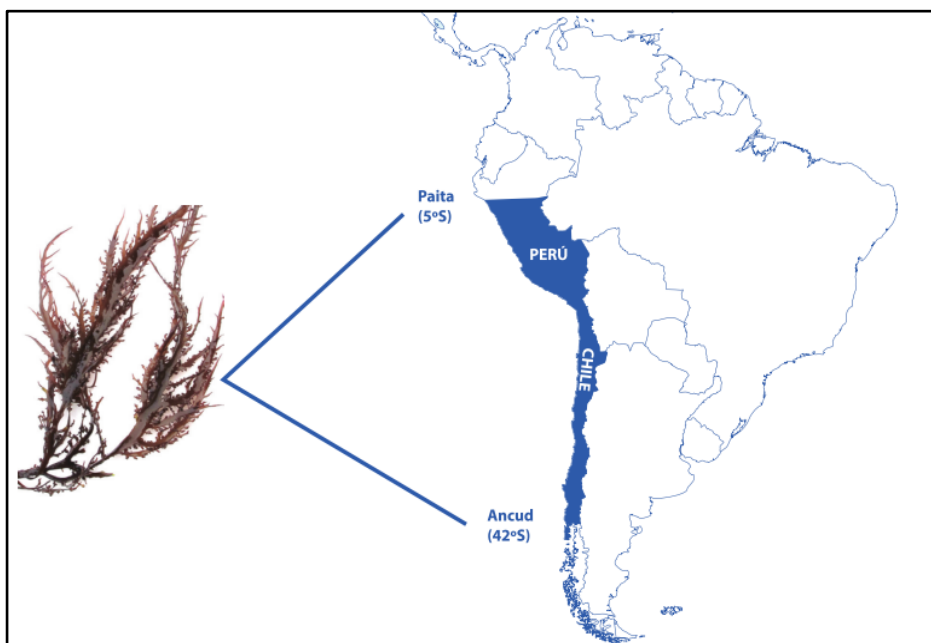 Paita
(5ºS)
PERÚ
CHILE
Ancud
(42ºS)